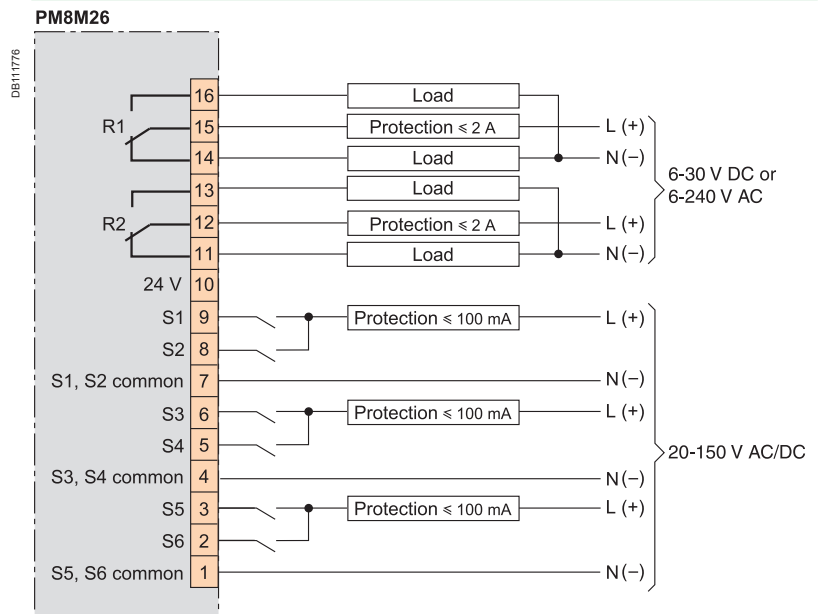 PM8M26
DB111776
16 Load
R1 15 Protection ≤ 2 A L (+)
14 Load N(−)
13 Load
6-30 V DC or
6-240 V AC
R2 12 Protection ≤ 2 A L (+)
11 Load N(−)
24 V 10
S1 9 Protection ≤ 100 mA L (+)
S2 8
S1, S2 common 7 N(−)
S3 6 Protection ≤ 100 mA L (+)
S4 5
20-150 V AC/DC
S3, S4 common 4 N(−)
S5 3 Protection ≤ 100 mA L (+)
S6 2
S5, S6 common 1 N(−)